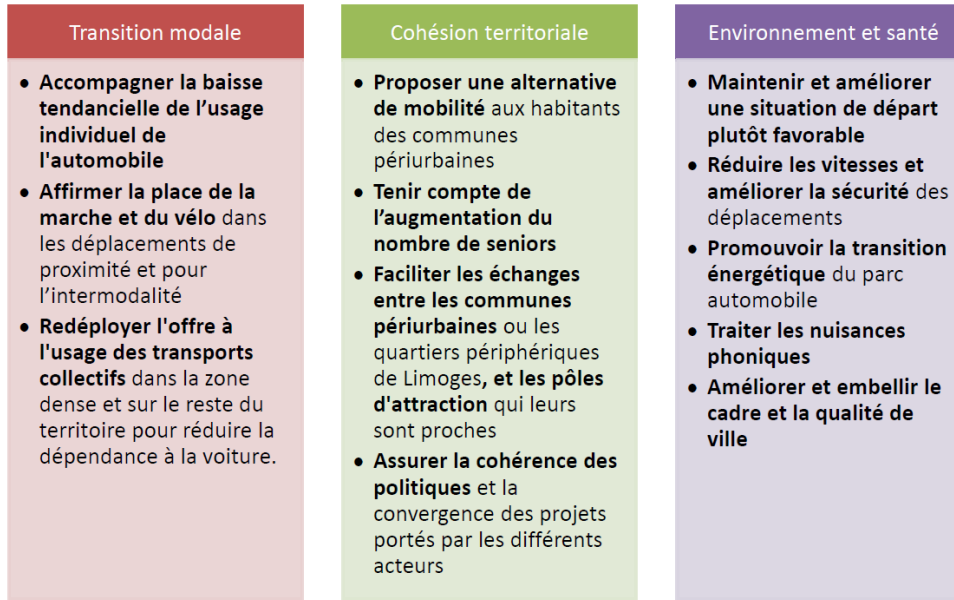 Transition modale
• Accompagner la baisse
tendancielle de l'usage
individuel de
l'automobile
• Affirmer la place de la
marche et du vélo dans
les déplacements de
proximité et pour
l'intermodalité
• Redéployer l'offre à
l'usage des transports
collectifs dans la zone
dense et sur le reste du
territoire pour réduire la
dépendance à la voiture.
Cohésion territoriale
• Proposer une alternative
de mobilité aux habitants
des communes
périurbaines
• Tenir compte de
l'augmentation du
nombre de seniors
• Faciliter les échanges
entre les communes
périurbaines ou les
quartiers périphériques
de Limoges, et les pôles
d'attraction qui leurs
sont proches
• Assurer la cohérence des
politiques et la
convergence des projets
portés par les différents
acteurs
Environnement et santé
• Maintenir et améliorer
une situation de départ
plutôt favorable
• Réduire les vitesses et
améliorer la sécurité des
déplacements
• Promouvoir la transition
énergétique du parc
automobile
• Traiter les nuisances
phoniques
• Améliorer et embellir le
cadre et la qualité de
ville